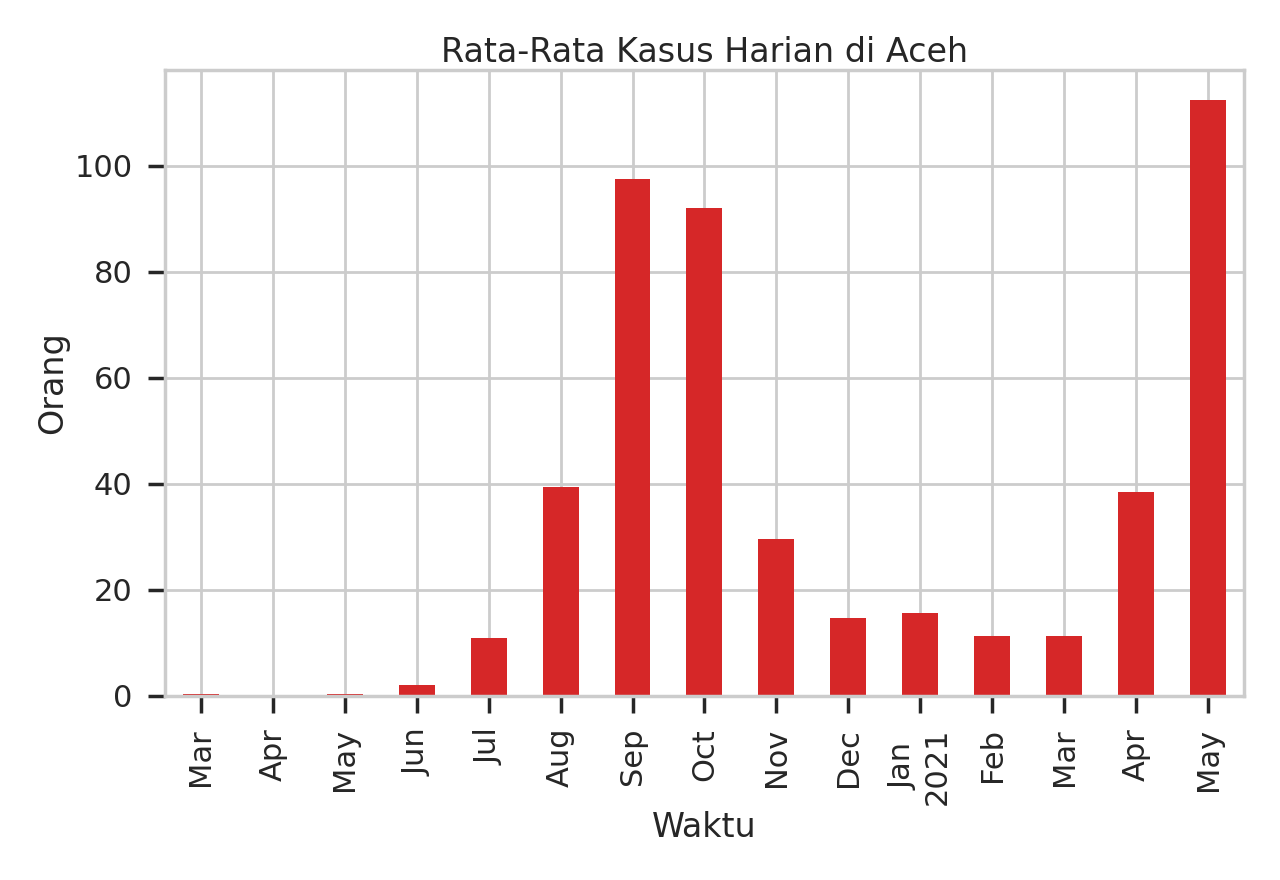 Rata-Rata Kasus Harian di Aceh
Orang
100
80
60
40
20
0
Mar
Apr
May
Jun
Jul
Aug
Sep
Oct
Nov
Dec
Jan
2021
Feb
Mar
Apr
May
Waktu